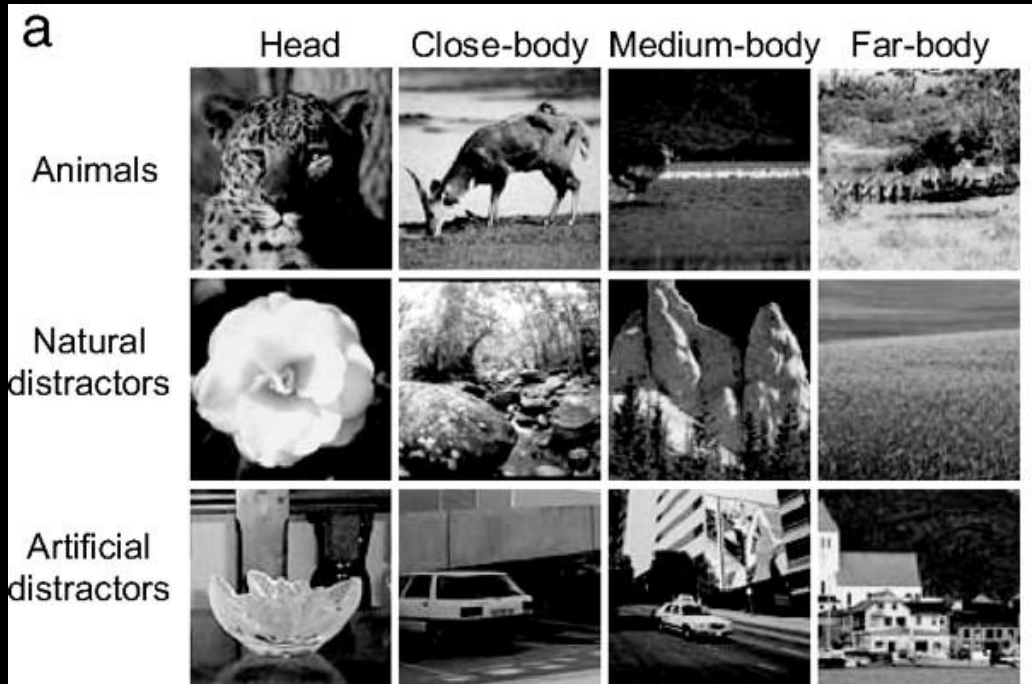 a
Head Close-body Medium-body Far-body
Animals
Natural
distractors
Artificial
distractors